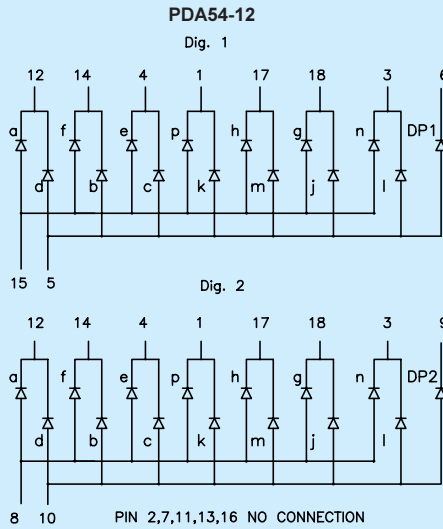 PDA54-12
Dig. 1
12 14 4 1 17 18 3 6
a f e p h g n DP1
d b c k m j l
15 5
Dig. 2
12 14 4 1 17 18 3 9
a f e p h g n DP2
d b c k m j l
8 10 PIN 2,7,11,13,16 NO CONNECTION